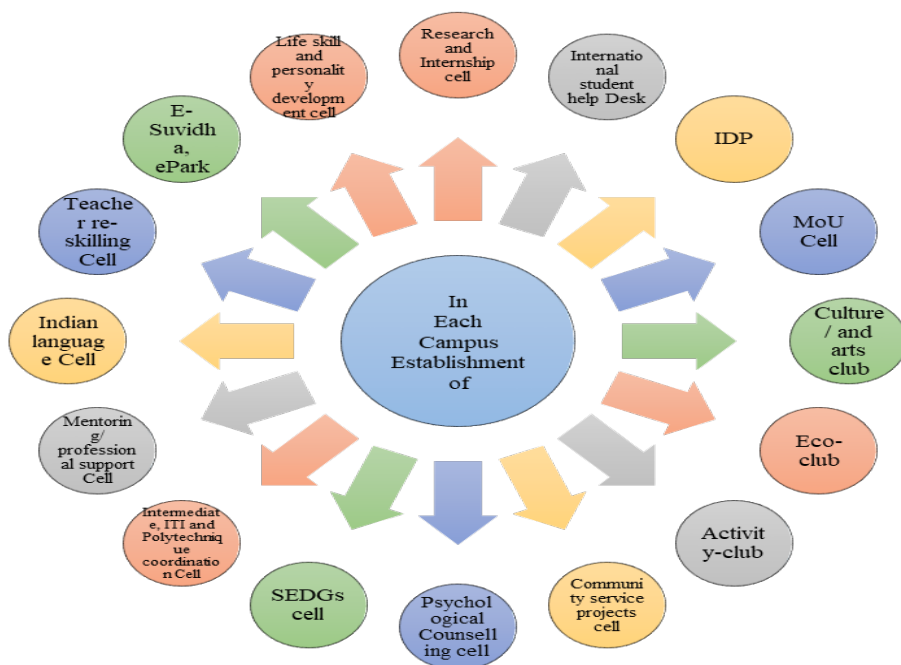 Research
and
Internship
cell
Internatio
nal student
help Desk
IDP
MoU
Cell
Culture
/ and
arts
club
Eco-
club
Activit
y-club
Communi
ty service
projects
cell
Psychol
ogical
Counsel
ling cell
SEDGs
cell
Intermediat
e, ITI and
Polytechniq
ue
coordinatio
n Cell
Mentorin
g/
profession
al support
Cell
Indian
languag
e Cell
Teache
r re-
skilling
Cell
E-
Suvidh
a,
ePark
Life skill
and
personalit
y
developm
ent cell
In
Each
Campus
Establishment
of